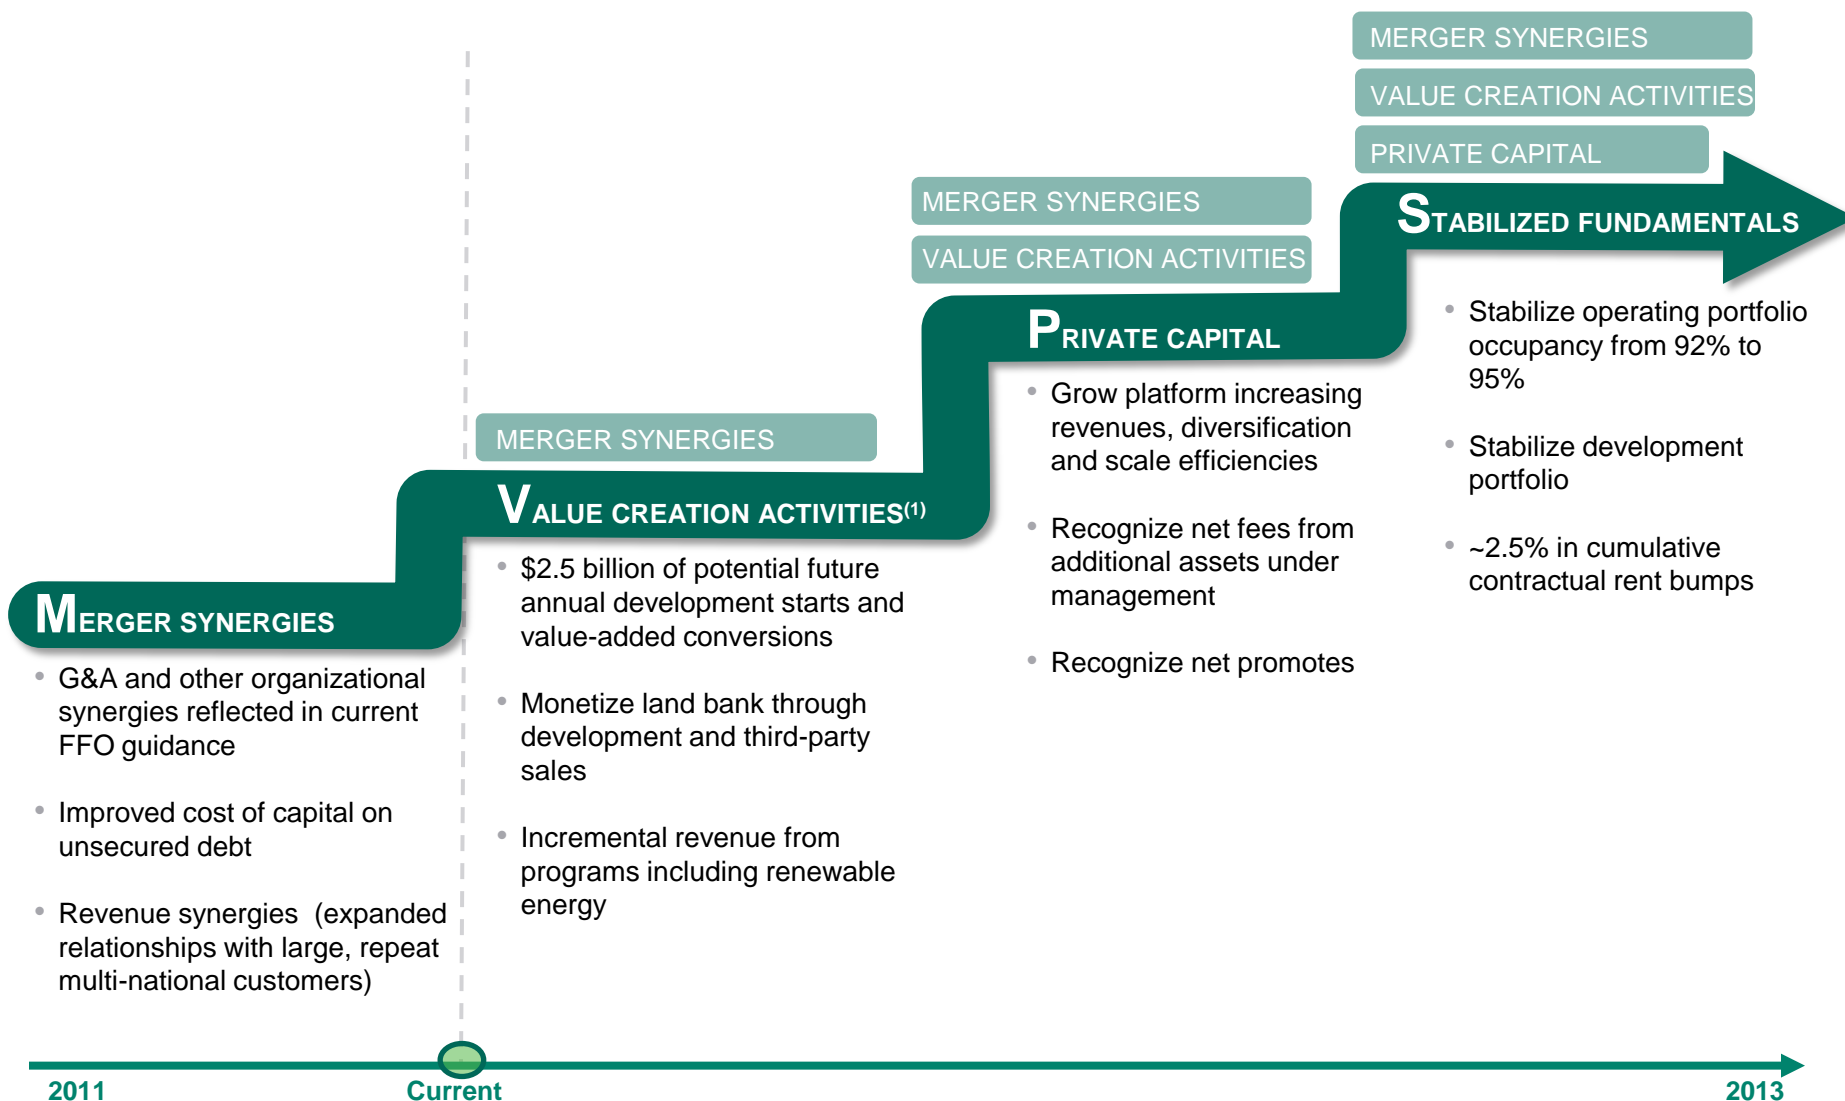 MERGER SYNERGIES
VALUE CREATION ACTIVITIES
PRIVATE CAPITAL
STABILIZED FUNDAMENTALS
• Stabilize operating portfolio
occupancy from 92% to
95%
• Stabilize development
portfolio
• ~2.5% in cumulative
contractual rent bumps
MERGER SYNERGIES
VALUE CREATION ACTIVITIES
PRIVATE CAPITAL
• Grow platform increasing
revenues, diversification
and scale efficiencies
• Recognize net fees from
additional assets under
management
• Recognize net promotes
MERGER SYNERGIES
VALUE CREATION ACTIVITIES(1)
• $2.5 billion of potential future
annual development starts and
value-added conversions
• Monetize land bank through
development and third-party
sales
• Incremental revenue from
programs including renewable
energy
MERGER SYNERGIES
• G&A and other organizational
synergies reflected in current
FFO guidance
• Improved cost of capital on
unsecured debt
• Revenue synergies (expanded
relationships with large, repeat
multi-national customers)
2011
Current
2013